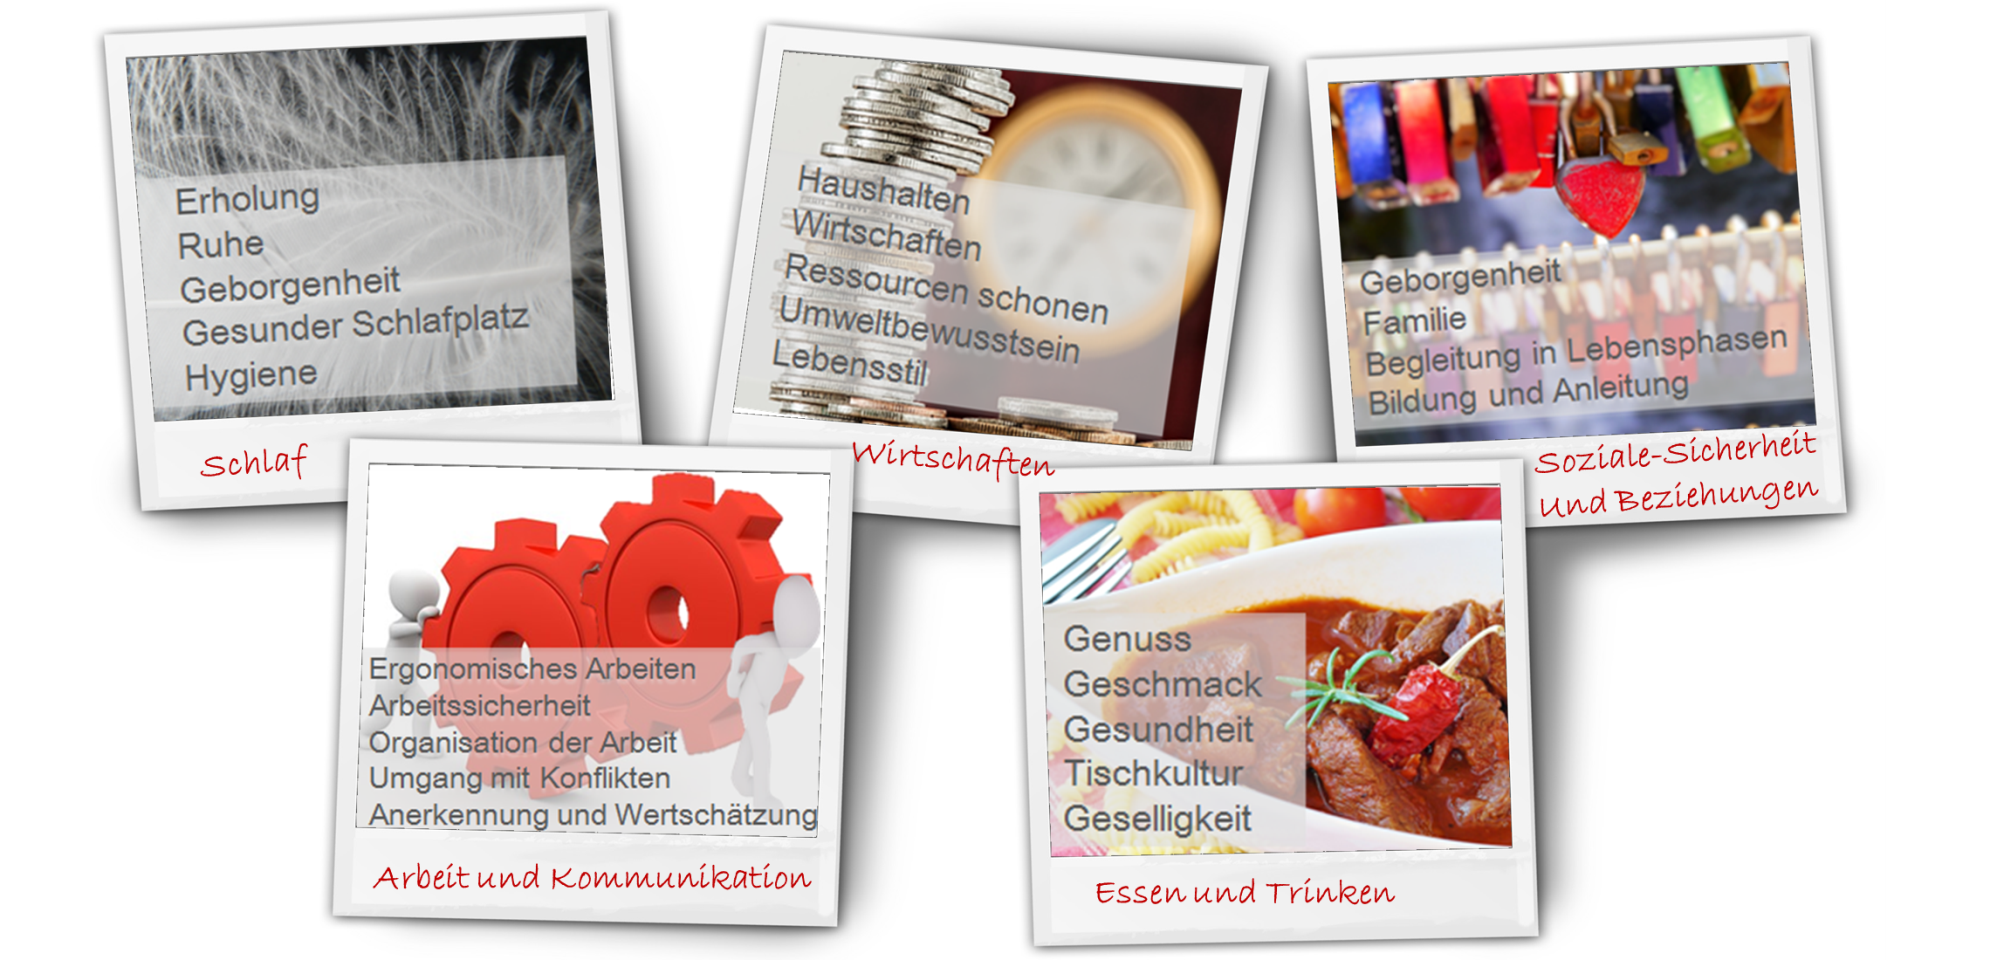 Erholung
Ruhe
Geborgenheit
Gesunder Schlafplatz
Hygiene
Schlaf
Haushalten
Wirtschaften
Ressourcen schonen
Umweltbewusstsein
Lebensstil
Wirtschaften
Geborgenheit
Familie
Begleitung in Lebensphasen
Bildung und Anleitung
Soziale-Sicherheit
Und Beziehungen
Ergonomisches Arbeiten
Arbeitssicherheit
Organisation der Arbeit
Umgang mit Konflikten
Anerkennung und Wertschätzung
Arbeit und Kommunikation
Genuss
Geschmack
Gesundheit
Tischkultur
Geselligkeit
Essen und Trinken